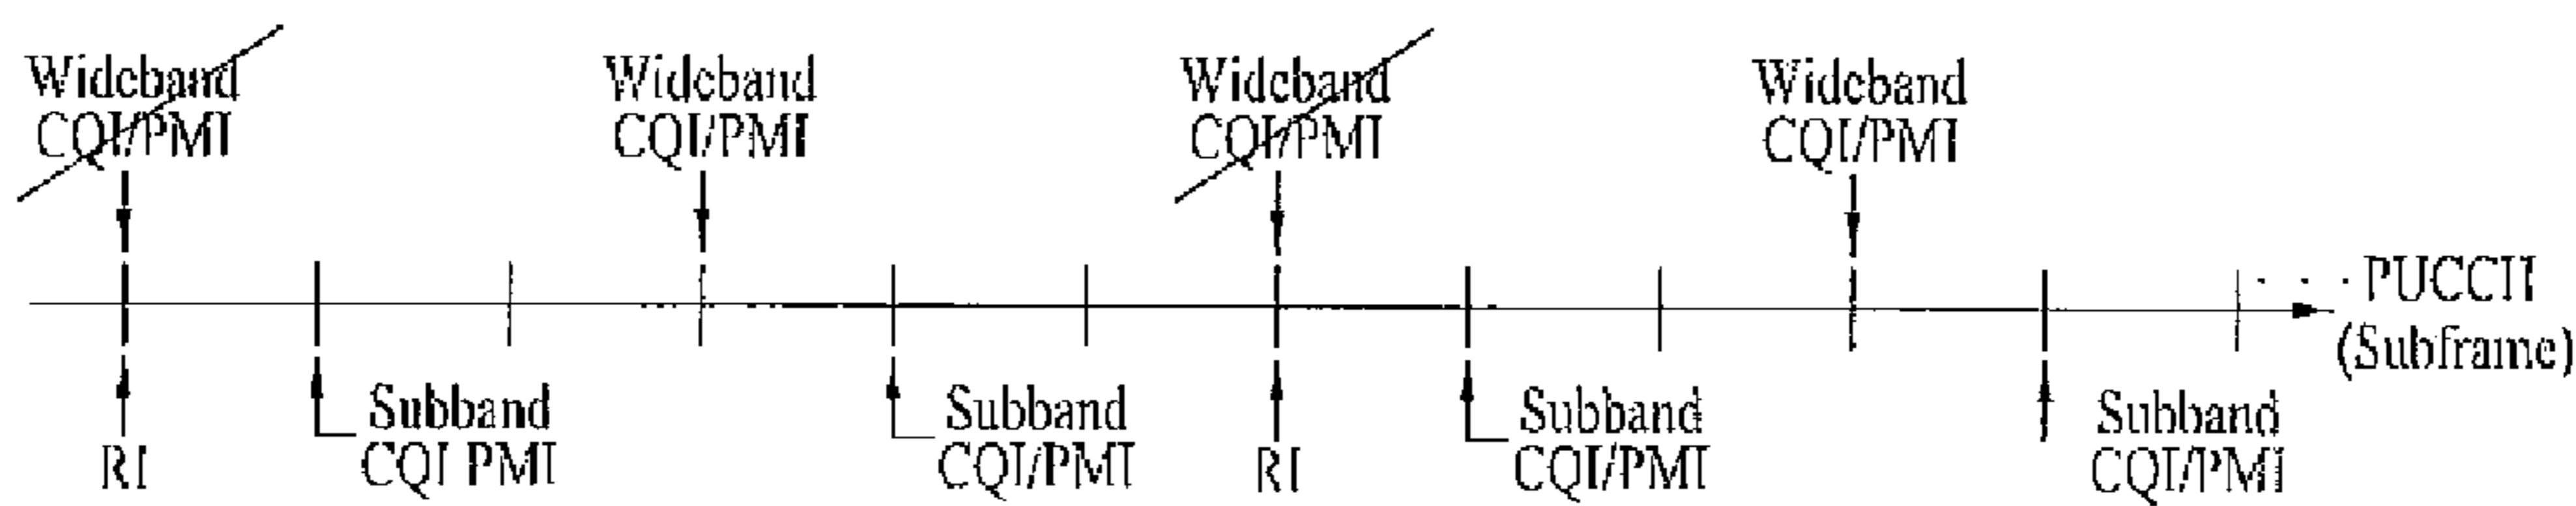 Wideband
CQI/PMI
Wideband
CQI/PMI
Wideband
CQI/PMI
Wideband
CQI/PMI
PUCCH
(Subframe)
RI
Subband
CQI PMI
Subband
CQI/PMI
RI
Subband
CQI/PMI
Subband
CQI/PMI